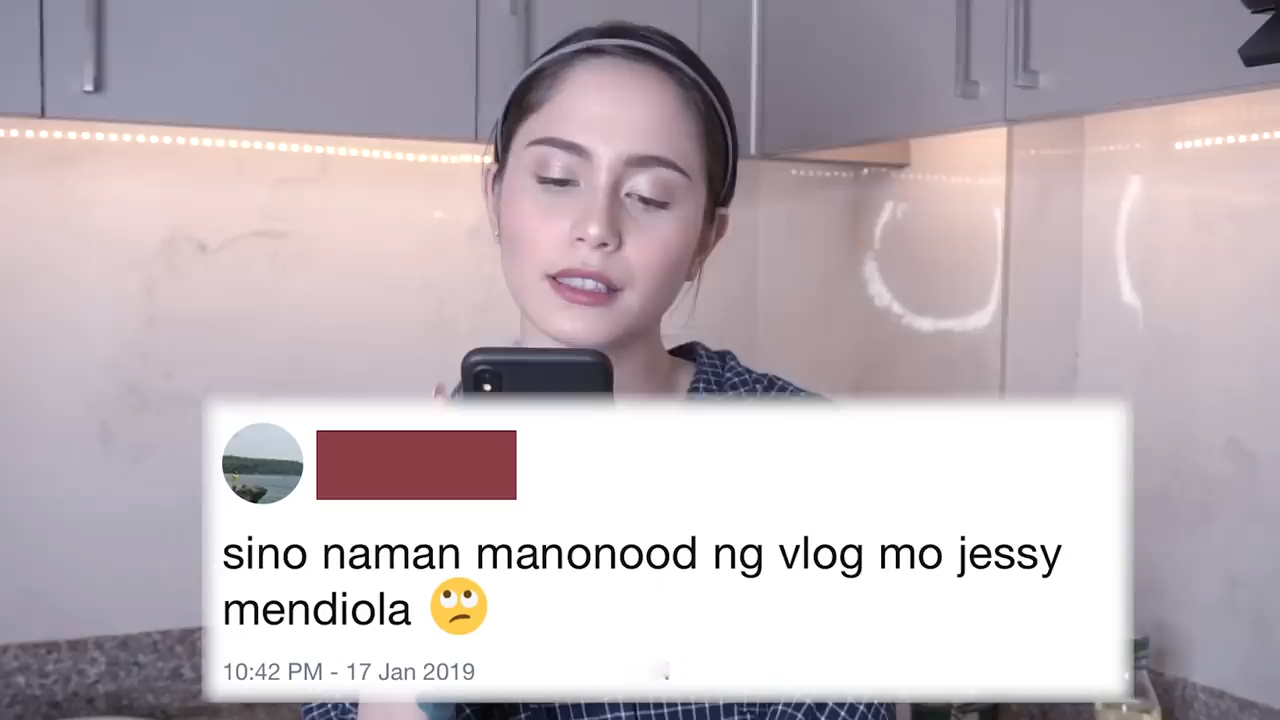 sino naman manonood ng vlog mo jessy
mendiola 🙄
10:42 PM - 17 Jan 2019